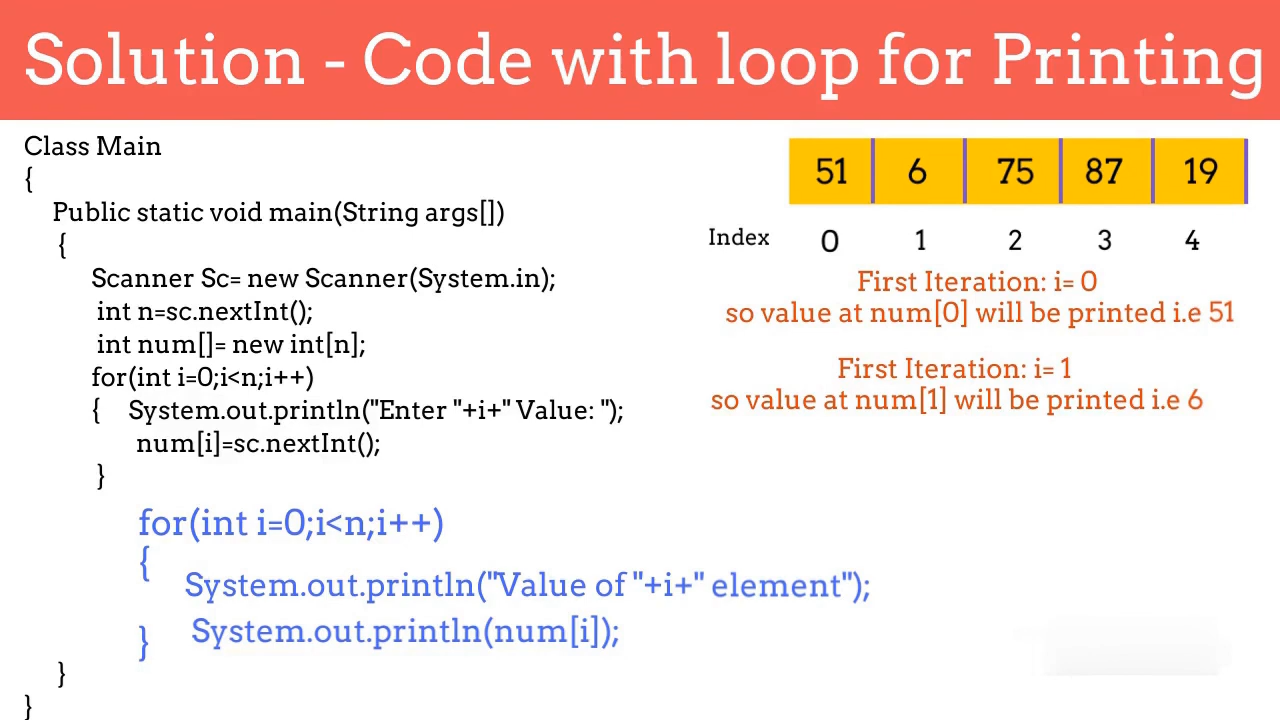 Solution - Code with loop for Printing
Class Main
{
Public static void main(String args[])
{
Scanner Sc= new Scanner(System.in);
int n=sc.nextInt();
int num[]= new int[n];
for(int i=0;i<n;i++)
{ System.out.println("Enter "+i+" Value: ");
num[i]=sc.nextInt();
}
for(int i=0;i<n;i++)
{
System.out.println("Value of "+i+" element");
} System.out.println(num[i]);
}
}
51 6 75 87 19
Index 0 1 2 3 4
First Iteration: i= 0
so value at num[0] will be printed i.e 51
First Iteration: i= 1
so value at num[1] will be printed i.e 6